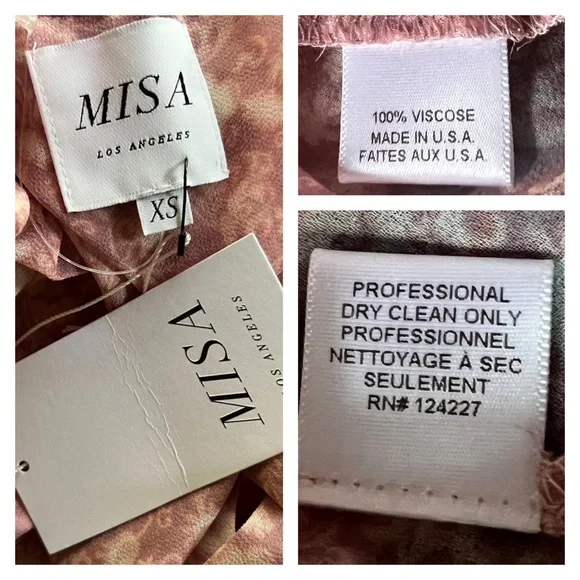 MISA
LOS ANGELES
XS
MISA
LOS ANGELES
100% VISCOSE
MADE IN U.S.A.
FAITES AUX U.S.A.
PROFESSIONAL
DRY CLEAN ONLY
PROFESSIONNEL
NETTOYAGE À SEC
SEULEMENT
RN# 124227